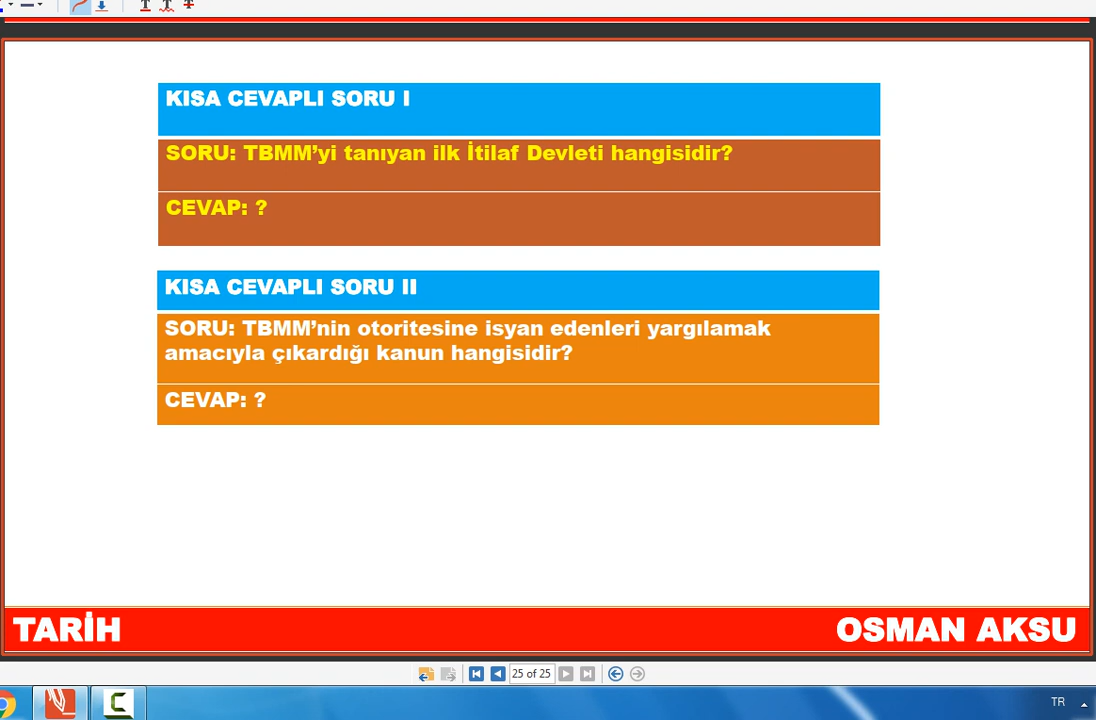 KISA CEVAPLI SORU I
SORU: TBMM’yi tanıyan ilk İtilaf Devleti hangisidir?
CEVAP: ?
KISA CEVAPLI SORU II
SORU: TBMM’nin otoritesine isyan edenleri yargılamak
amacıyla çıkardığı kanun hangisidir?
CEVAP: ?
TARİH
OSMAN AKSU
25 of 25
TR